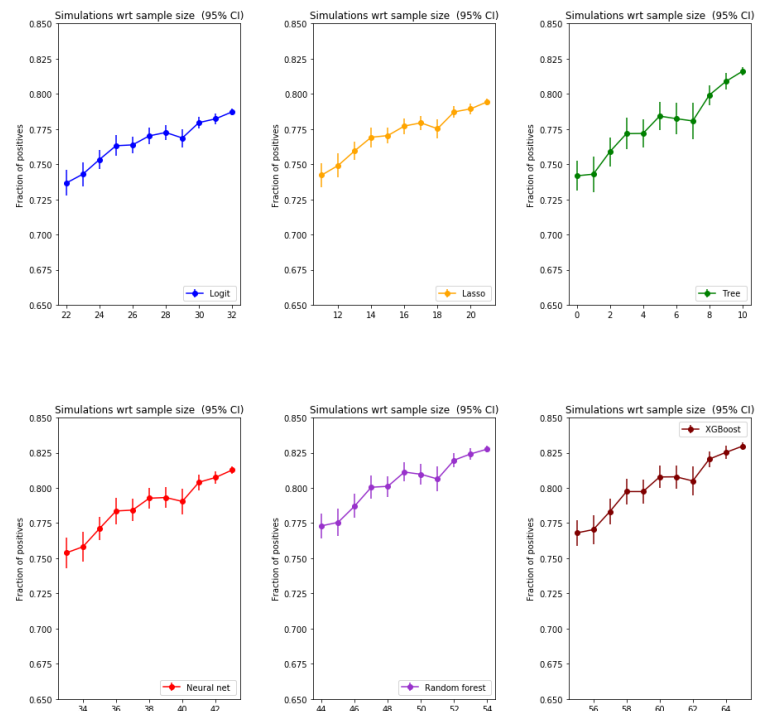 Simulations wrt sample size (95% CI)
Simulations wrt sample size (95% CI)
Simulations wrt sample size (95% CI)
0.850
0.825
0.800
0.775
0.750
0.725
0.700
0.675
0.650
Fraction of positives
Logit
22 24 26 28 30 32
0.850
0.825
0.800
0.775
0.750
0.725
0.700
0.675
0.650
Fraction of positives
Lasso
12 14 16 18 20
0.850
0.825
0.800
0.775
0.750
0.725
0.700
0.675
0.650
Fraction of positives
Tree
0 2 4 6 8 10
Simulations wrt sample size (95% CI)
Simulations wrt sample size (95% CI)
Simulations wrt sample size (95% CI)
0.850
0.825
0.800
0.775
0.750
0.725
0.700
0.675
0.650
Fraction of positives
Neural net
34 36 38 40 42
0.850
0.825
0.800
0.775
0.750
0.725
0.700
0.675
0.650
Fraction of positives
Random forest
44 46 48 50 52 54
0.850
0.825
0.800
0.775
0.750
0.725
0.700
0.675
0.650
Fraction of positives
XGBoost
56 58 60 62 64